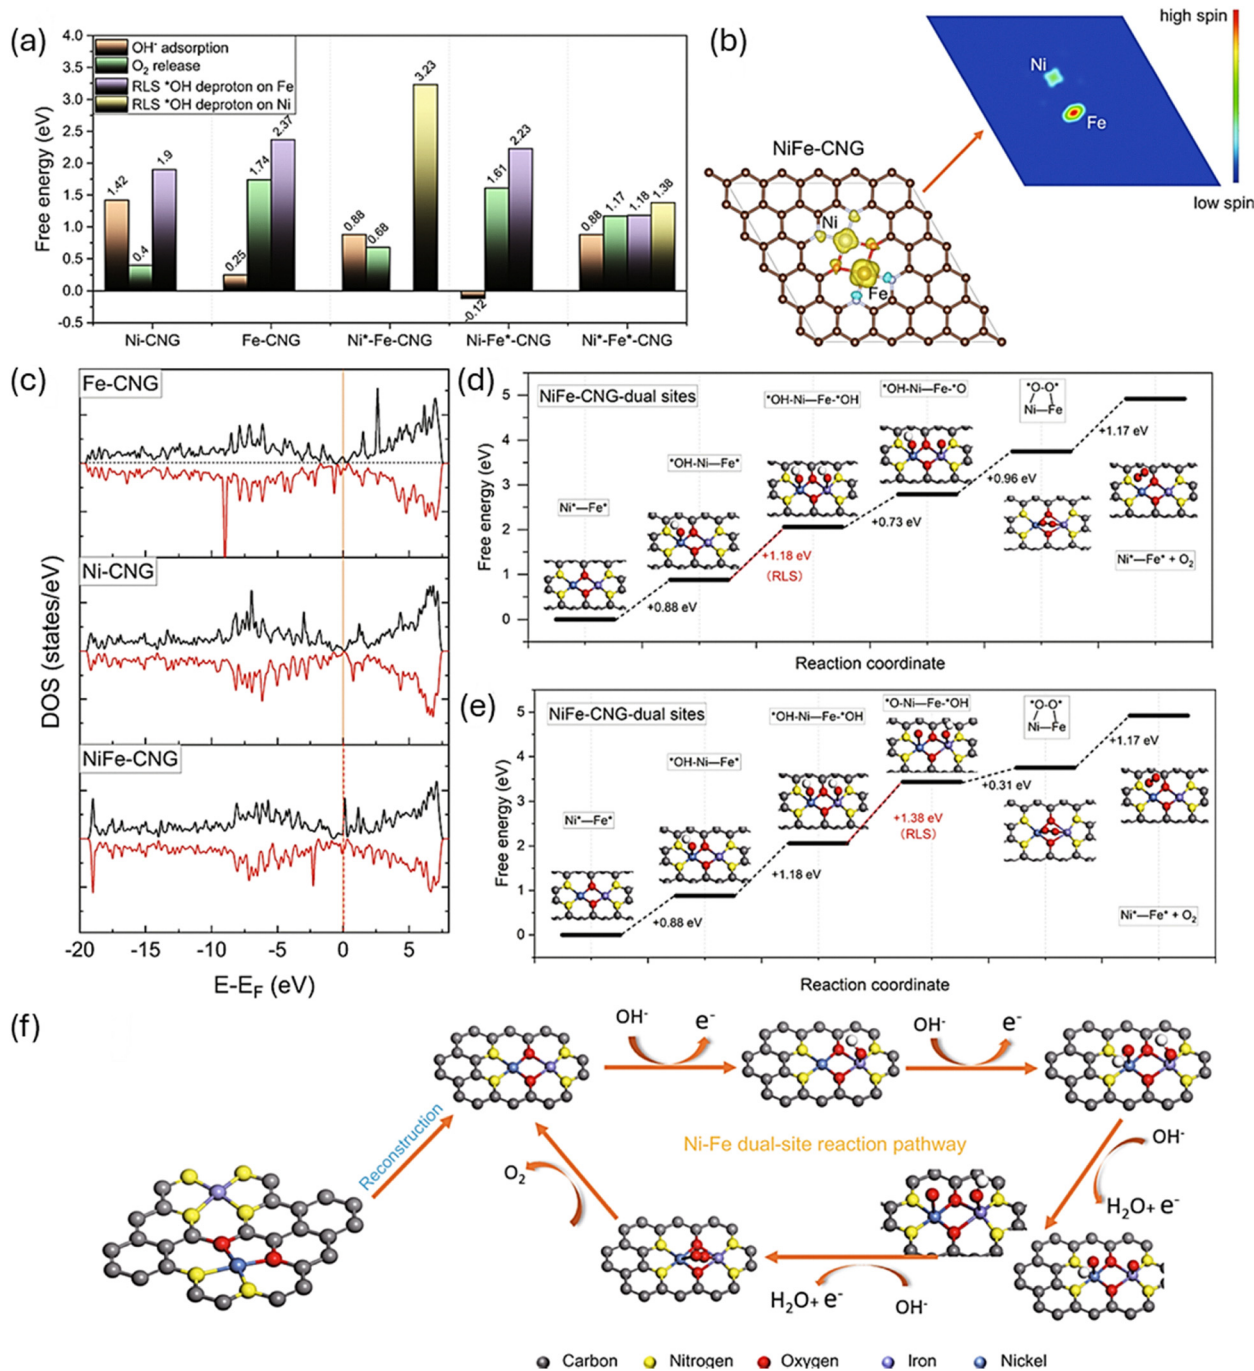 (a)
4.0
3.5
3.0
2.5
2.0
1.5
1.0
0.5
0.0
-0.5
Free energy (eV)
OH⁻ adsorption
O₂ release
RLS *OH deproton on Fe
RLS *OH deproton on Ni
1.42
0.4
1.9
0.25
1.74
2.37
0.88
0.68
3.23
-0.12
1.61
2.23
0.88
1.17
1.18
1.38
Ni-CNG
Fe-CNG
Ni*-Fe-CNG
Ni-Fe*-CNG
Ni*-Fe*-CNG
(b)
high spin
low spin
Ni
Fe
NiFe-CNG
Ni
Fe
(c)
Fe-CNG
Ni-CNG
NiFe-CNG
DOS (states/eV)
-20 -15 -10 -5 0 5
E-E_F (eV)
(d)
NiFe-CNG-dual sites
Free energy (eV)
5
4
3
2
1
0
Ni*—Fe*
*OH-Ni—Fe*
*OH-Ni—Fe-*OH
*OH-Ni—Fe-*O
*O-O*
Ni—Fe
Ni*—Fe* + O₂
+0.88 eV
+1.18 eV
(RLS)
+0.73 eV
+0.96 eV
+1.17 eV
Reaction coordinate
(e)
NiFe-CNG-dual sites
Free energy (eV)
5
4
3
2
1
0
Ni*—Fe*
*OH-Ni—Fe*
*OH-Ni—Fe-*OH
*O-Ni—Fe-*OH
*O-O*
Ni—Fe
Ni*—Fe* + O₂
+0.88 eV
+1.18 eV
+1.38 eV
(RLS)
+0.31 eV
+1.17 eV
Reaction coordinate
(f)
Reconstruction
OH⁻ e⁻
OH⁻ e⁻
Ni-Fe dual-site reaction pathway
OH⁻
H₂O+ e⁻
O₂
H₂O+ e⁻ OH⁻
Carbon Nitrogen Oxygen Iron Nickel